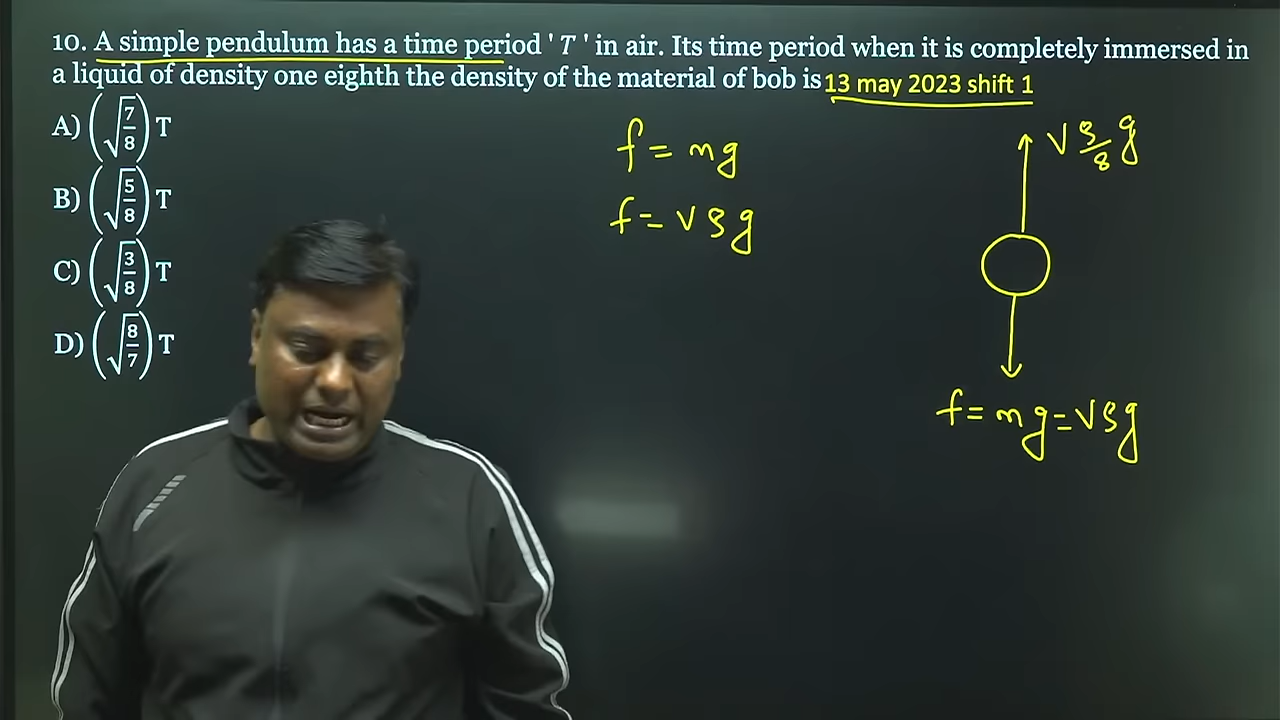 10. A simple pendulum has a time period ' T ' in air. Its time period when it is completely immersed in
a liquid of density one eighth the density of the material of bob is 13 may 2023 shift 1
A) (√7/8) T
B) (√5/8) T
C) (√3/8) T
D) (√8/7) T
f = mg
f = vρg
vρ/8 g
f = mg = vρg